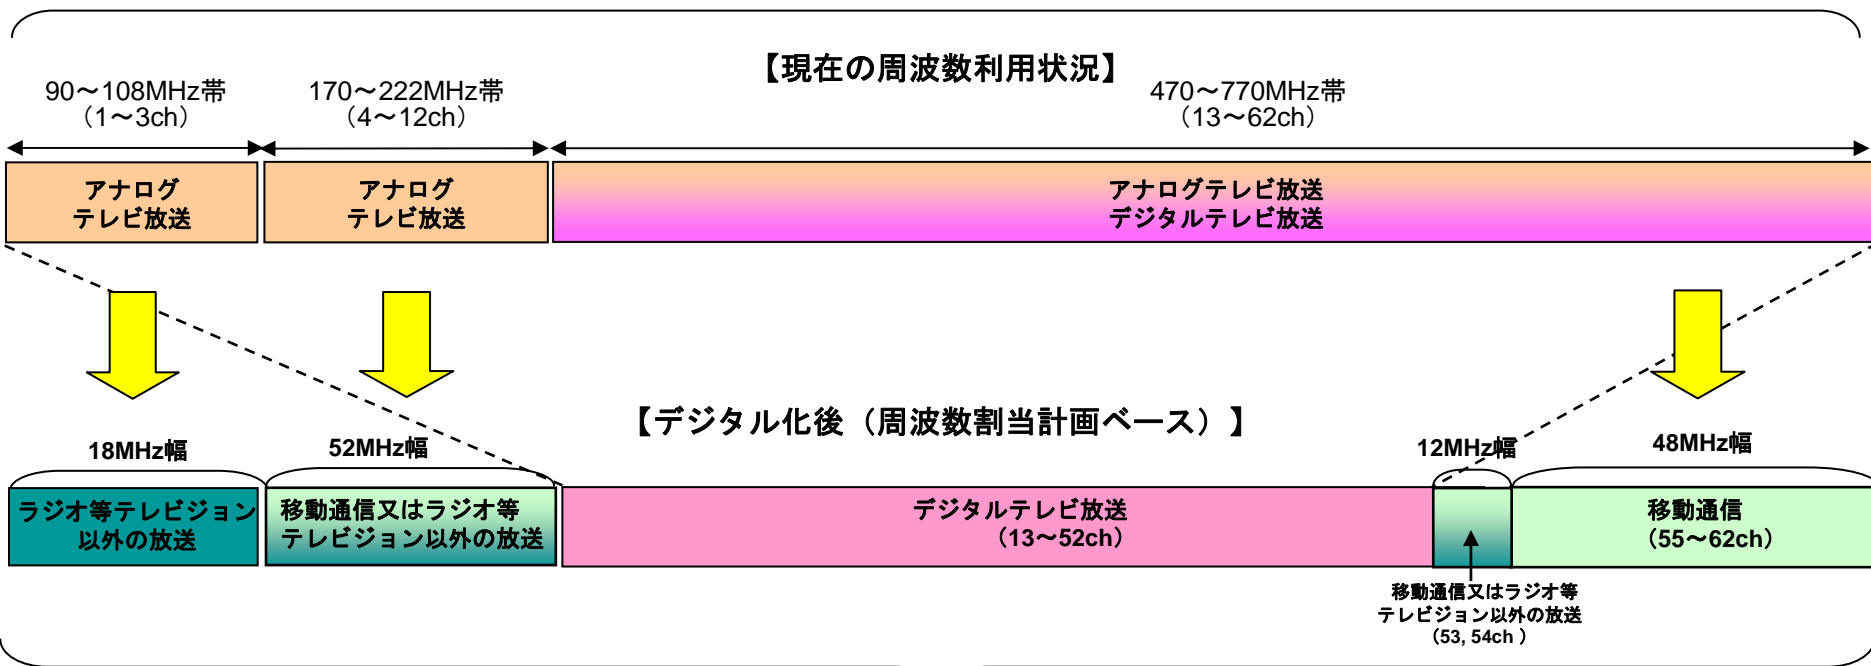 【現在の周波数利用状況】
90～108MHz帯
（1～3ch）
170～222MHz帯
（4～12ch）
470～770MHz帯
（13～62ch）
アナログ
テレビ放送
アナログ
テレビ放送
アナログテレビ放送
デジタルテレビ放送
【デジタル化後（周波数割当計画ベース）】
18MHz幅
52MHz幅
12MHz幅
48MHz幅
ラジオ等テレビジョン
以外の放送
移動通信又はラジオ等
テレビジョン以外の放送
デジタルテレビ放送
（13～52ch）
移動通信
（55～62ch）
移動通信又はラジオ等
テレビジョン以外の放送
（53, 54ch ）